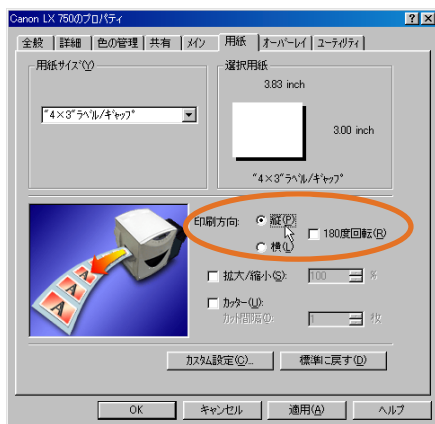 Canon LX 750のプロパティ
全般 詳細 色の管理 共有 メイン 用紙 オーバーレイ ユーティリティ
用紙サイズ(Y) 選択用紙
3.83 inch
"4×3"ラベル/ギャップ" 3.00 inch
"4×3"ラベル/ギャップ"
印刷方向: 縦(P)
180度回転(R)
横(L)
拡大/縮小(S): 100 %
カッター(U):
カット間隔(I): 1 枚
A A A
カスタム設定(C)... 標準に戻す(D)
OK キャンセル 適用(A) ヘルプ